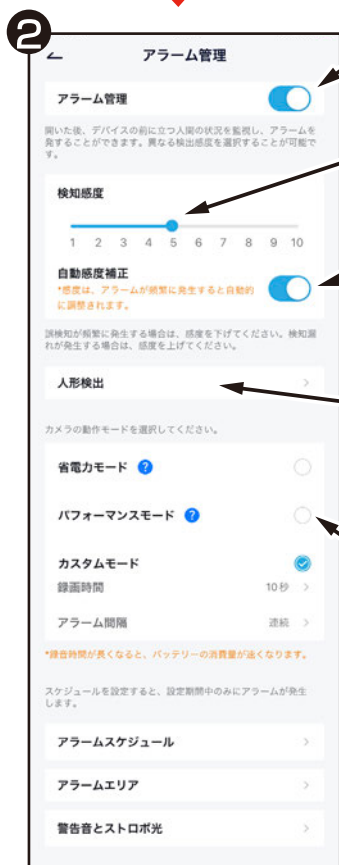 2
アラーム管理
アラーム管理
開いた後、デバイスの前に立つ人間の状況を監視し、アラームを
発することができます。異なる検出感度を選択することが可能で
す。
検知感度
1 2 3 4 5 6 7 8 9 10
自動感度補正
*感度は、アラームが頻繁に発生すると自動的
に調整されます。
誤検知が頻繁に発生する場合は、感度を下げてください。検知漏
れが発生する場合は、感度を上げてください。
人形検出
カメラの動作モードを選択してください。
省電力モード ?
パフォーマンスモード ?
カスタムモード
録画時間 10秒
アラーム間隔 連続
*録音時間が長くなると、バッテリーの消費量が速くなります。
スケジュールを設定すると、設定期間中のみにアラームが発生
します。
アラームスケジュール
アラームエリア
警告音とストロボ光